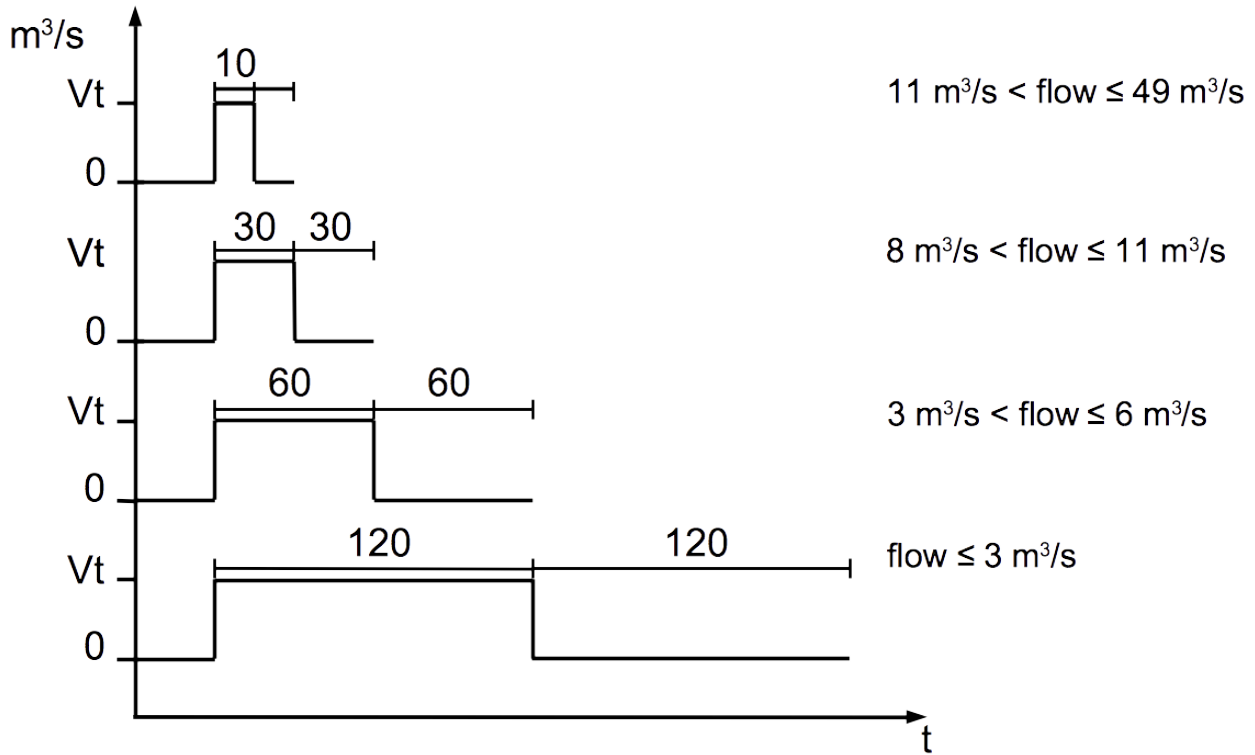 m³/s
10
Vt
11 m³/s < flow ≤ 49 m³/s
0
30 30
Vt
8 m³/s < flow ≤ 11 m³/s
0
60 60
Vt
3 m³/s < flow ≤ 6 m³/s
0
120 120
Vt
flow ≤ 3 m³/s
0
t